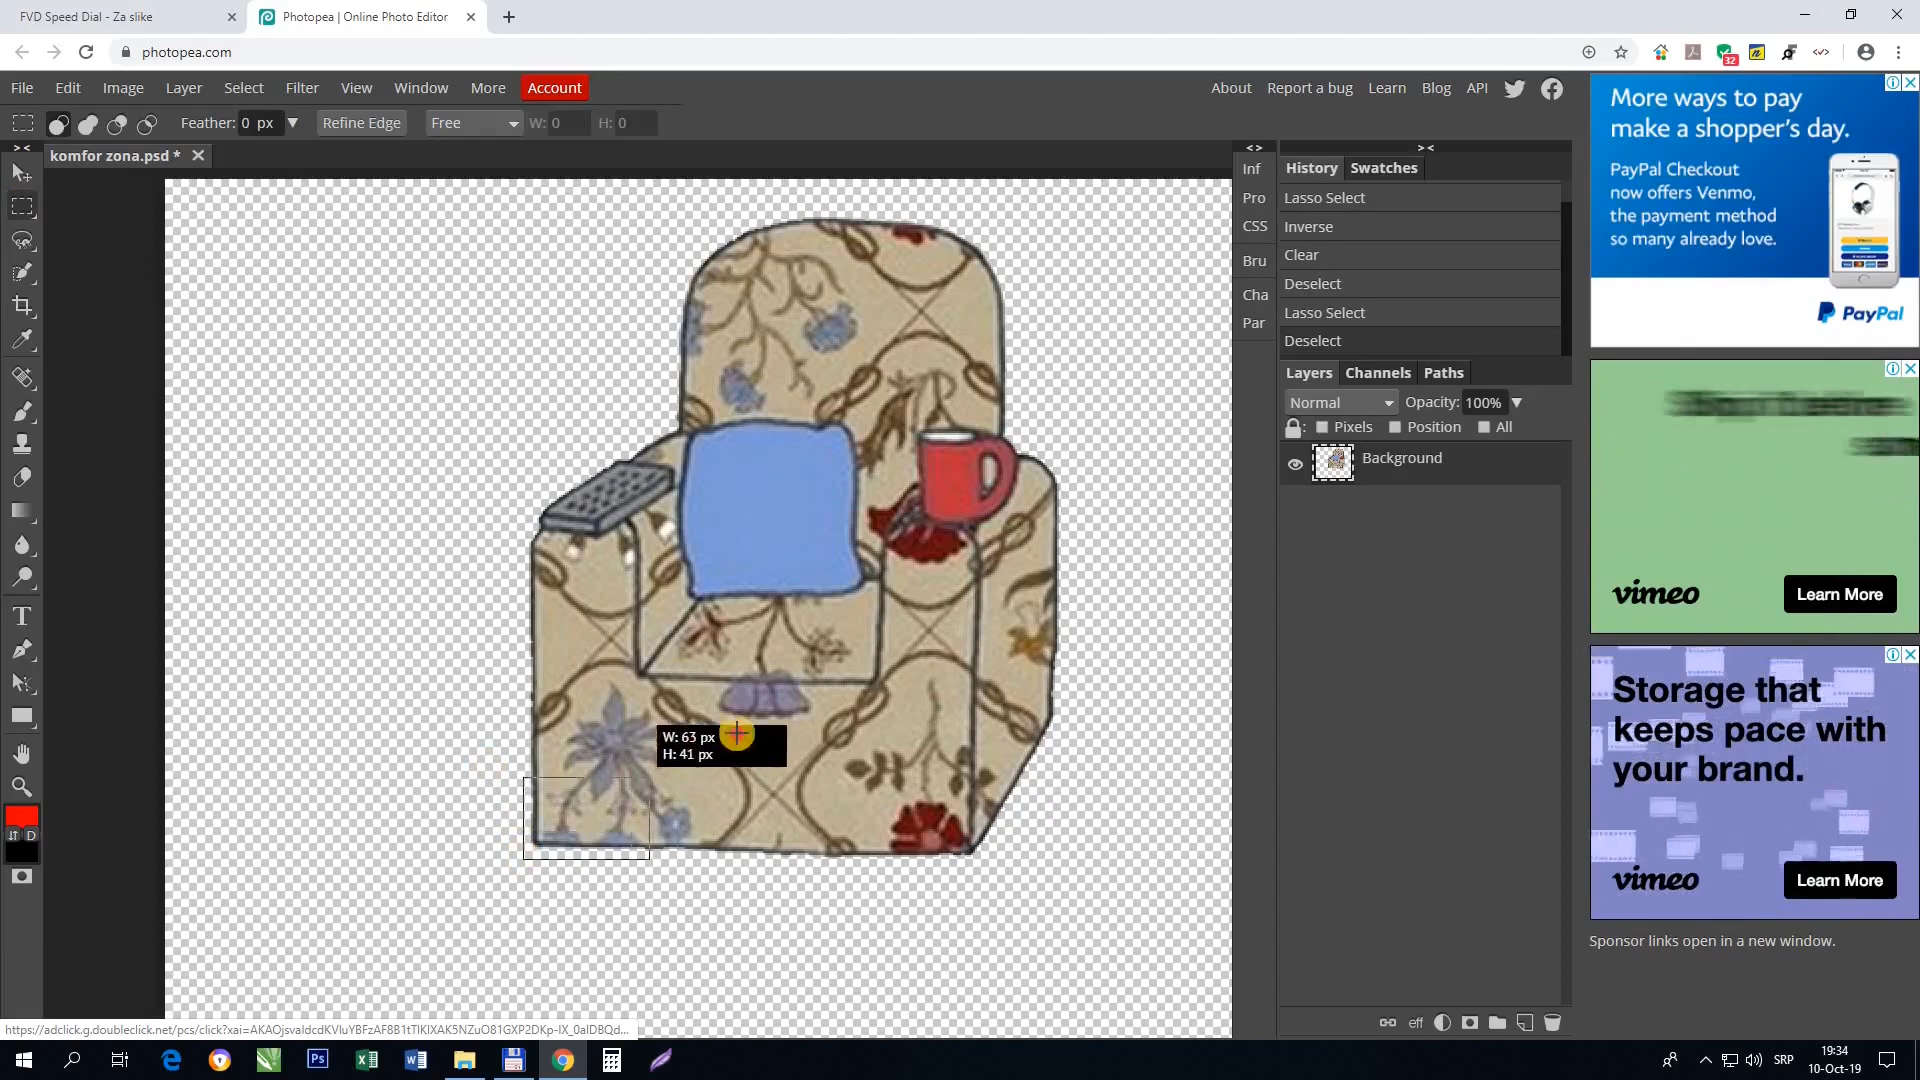 FVD Speed Dial - Za slike
Photopea | Online Photo Editor
photopea.com
32
File Edit Image Layer Select Filter View Window More Account
About Report a bug Learn Blog API
Feather: 0 px Refine Edge Free W: 0 H: 0
komfor zona.psd *
> <
< >
> <
Inf
Pro
CSS
Bru
Cha
Par
History Swatches
Lasso Select
Inverse
Clear
Deselect
Lasso Select
Deselect
Layers Channels Paths
Normal Opacity: 100%
: Pixels Position All
Background
W: 63 px
H: 41 px
D
eff
More ways to pay
make a shopper's day.
PayPal Checkout
now offers Venmo,
the payment method
so many already love.
PayPal
vimeo
Learn More
Storage that
keeps pace with
your brand.
vimeo
Learn More
Sponsor links open in a new window.
Ps
SRP
19:34
10-Oct-19